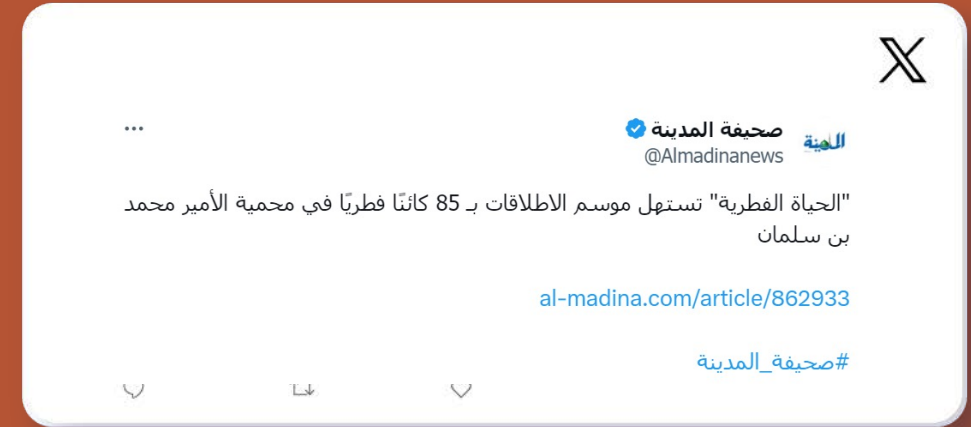 صحيفة المدينة
@Almadinanews
المدينة
"الحياة الفطرية" تستهل موسم الاطلاقات بـ 85 كائنًا فطريًا في محمية الأمير محمد
بن سلمان
al-madina.com/article/862933
#صحيفة_المدينة